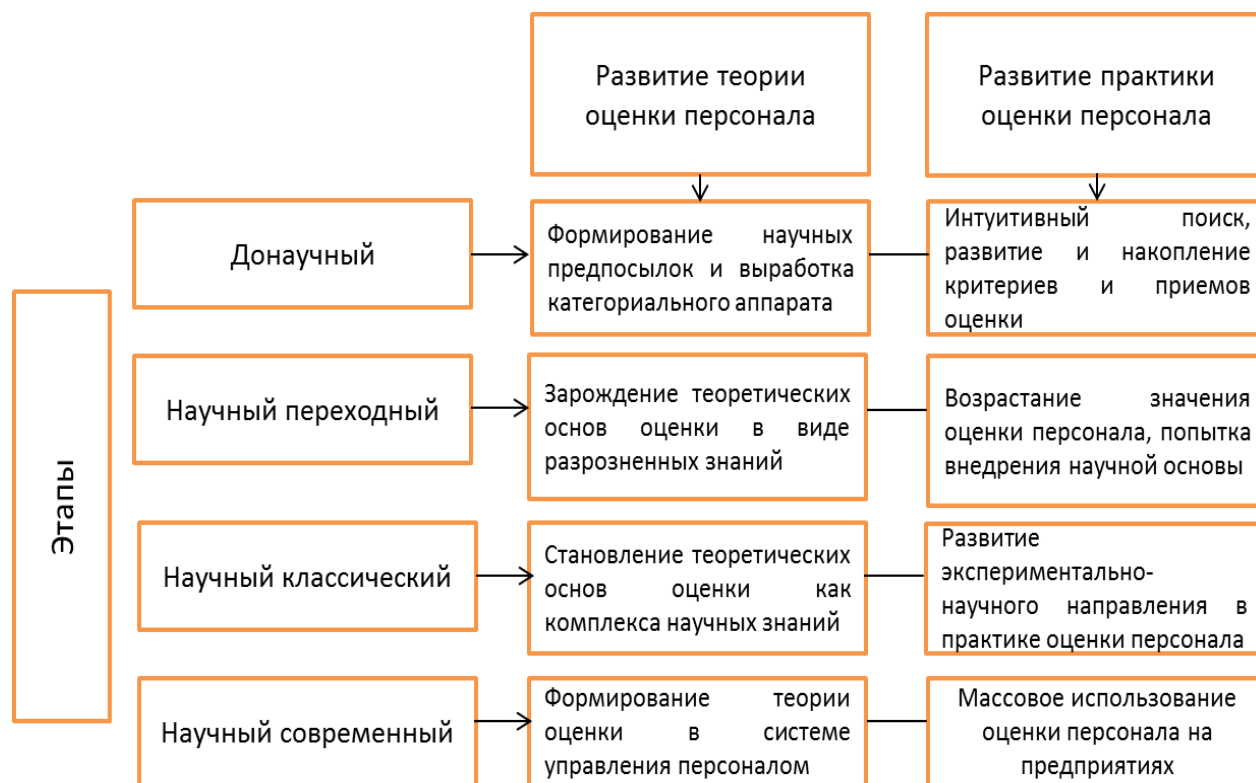 Развитие теории
оценки персонала
Развитие практики
оценки персонала
Этапы
Донаучный
Формирование научных
предпосылок и выработка
категориального аппарата
Интуитивный поиск,
развитие и накопление
критериев и приемов
оценки
Научный переходный
Зарождение теоретических
основ оценки в виде
разрозненных знаний
Возрастание значения
оценки персонала, попытка
внедрения научной основы
Научный классический
Становление теоретических
основ оценки как
комплекса научных знаний
Развитие
экспериментально-
научного направления в
практике оценки персонала
Научный современный
Формирование теории
оценки в системе
управления персоналом
Массовое использование
оценки персонала на
предприятиях